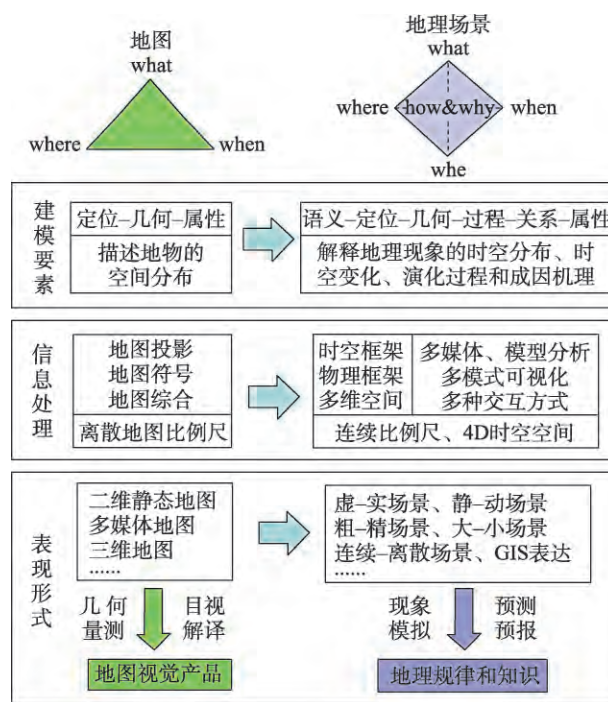 地图
what
where
when
地理场景
what
where
how&why
when
whe
建模要素
定位–几何–属性
描述地物的
空间分布
语义–定位–几何–过程–关系–属性
解释地理现象的时空分布、时
空变化、演化过程和成因机理
信息处理
地图投影
地图符号
地图综合
离散地图比例尺
时空框架
物理框架
多维空间
多媒体、模型分析
多模式可视化
多种交互方式
连续比例尺、4D时空空间
表现形式
二维静态地图
多媒体地图
三维地图
......
虚–实场景、静–动场景
粗–精场景、大–小场景
连续–离散场景、GIS表达
......
几何
量测
目视
解译
现象
模拟
预测
预报
地图视觉产品
地理规律和知识